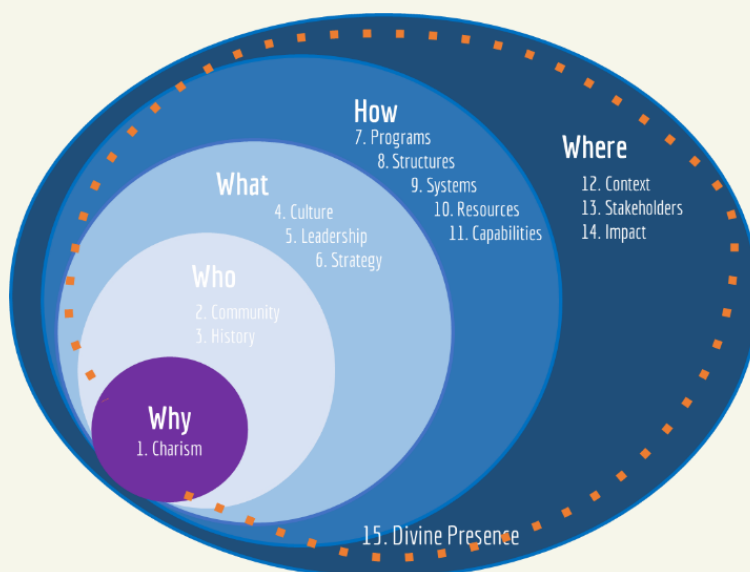 How
7. Programs
8. Structures
9. Systems
10. Resources
11. Capabilities
Where
12. Context
13. Stakeholders
14. Impact
What
4. Culture
5. Leadership
6. Strategy
Who
2. Community
3. History
Why
1. Charism
15. Divine Presence